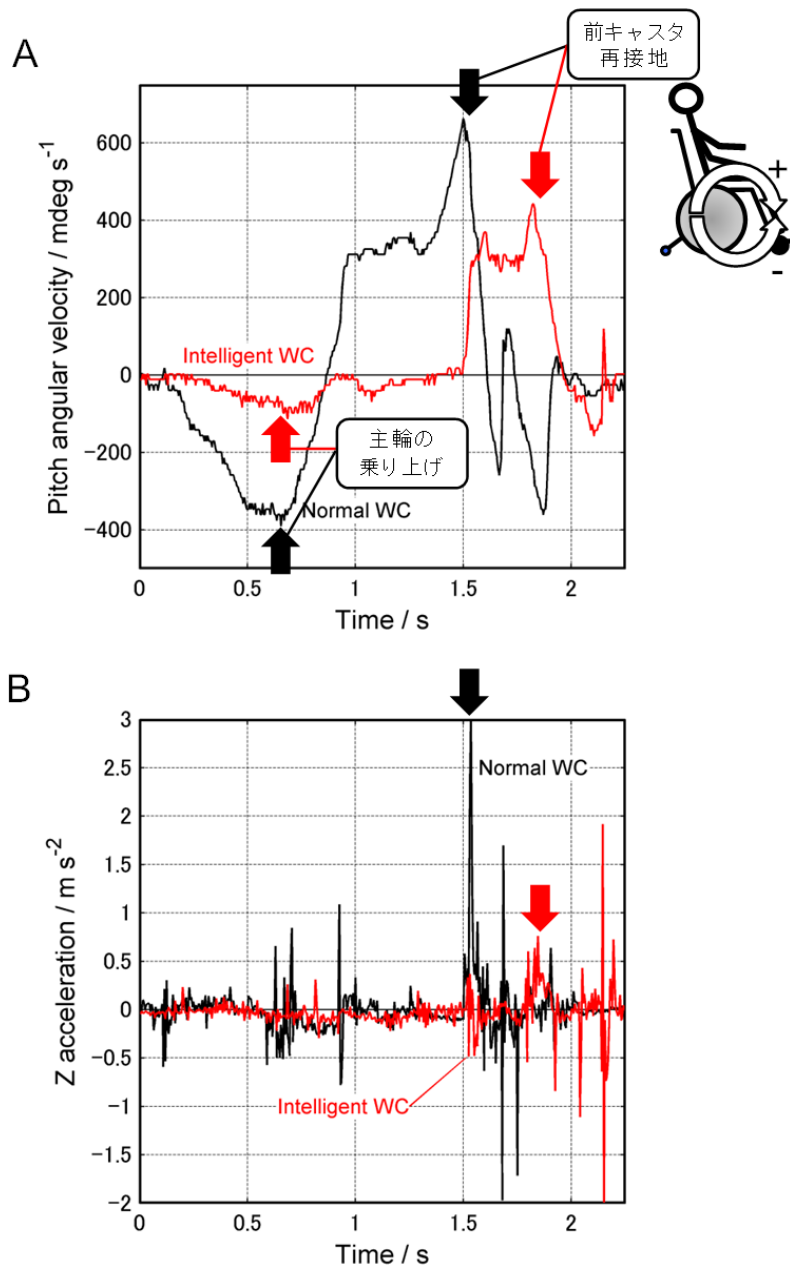 前キャスタ
再接地
A
Pitch angular velocity / mdeg s⁻¹
600
400
200
0
−200
−400
+
-
Intelligent WC
主輪の
乗り上げ
Normal WC
0 0.5 1 1.5 2
Time / s
B
Z acceleration / m s⁻²
3
2.5
2
1.5
1
0.5
0
−0.5
−1
−1.5
−2
Normal WC
Intelligent WC
0 0.5 1 1.5 2
Time / s